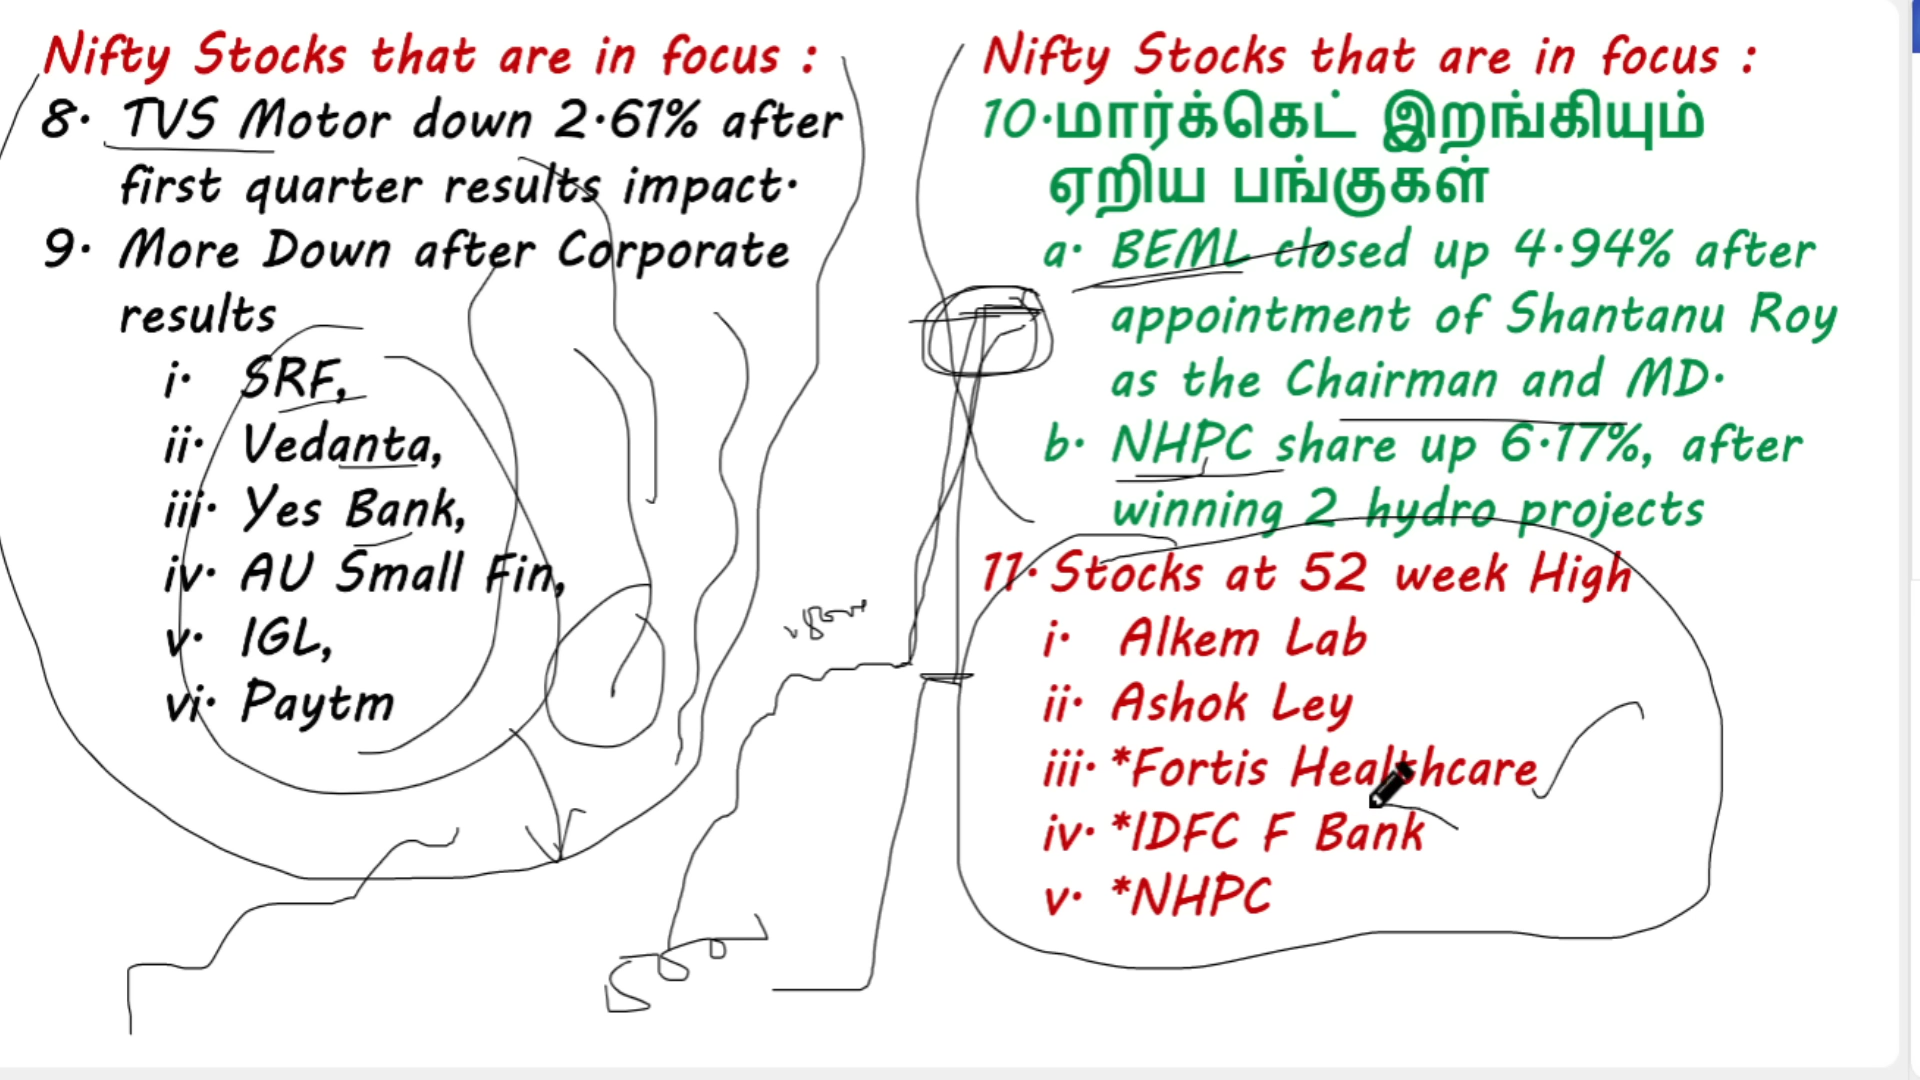 Nifty Stocks that are in focus :
8. TVS Motor down 2.61% after
first quarter results impact.
9. More Down after Corporate
results
i. SRF,
ii. Vedanta,
iii. Yes Bank,
iv. AU Small Fin,
v. IGL,
vi. Paytm
Nifty Stocks that are in focus :
10.மார்க்கெட் இறங்கியும்
ஏறிய பங்குகள்
a. BEML closed up 4.94% after
appointment of Shantanu Roy
as the Chairman and MD.
b. NHPC share up 6.17%, after
winning 2 hydro projects
11. Stocks at 52 week High
i. Alkem Lab
ii. Ashok Ley
iii. *Fortis Healthcare
iv. *IDFC F Bank
v. *NHPC